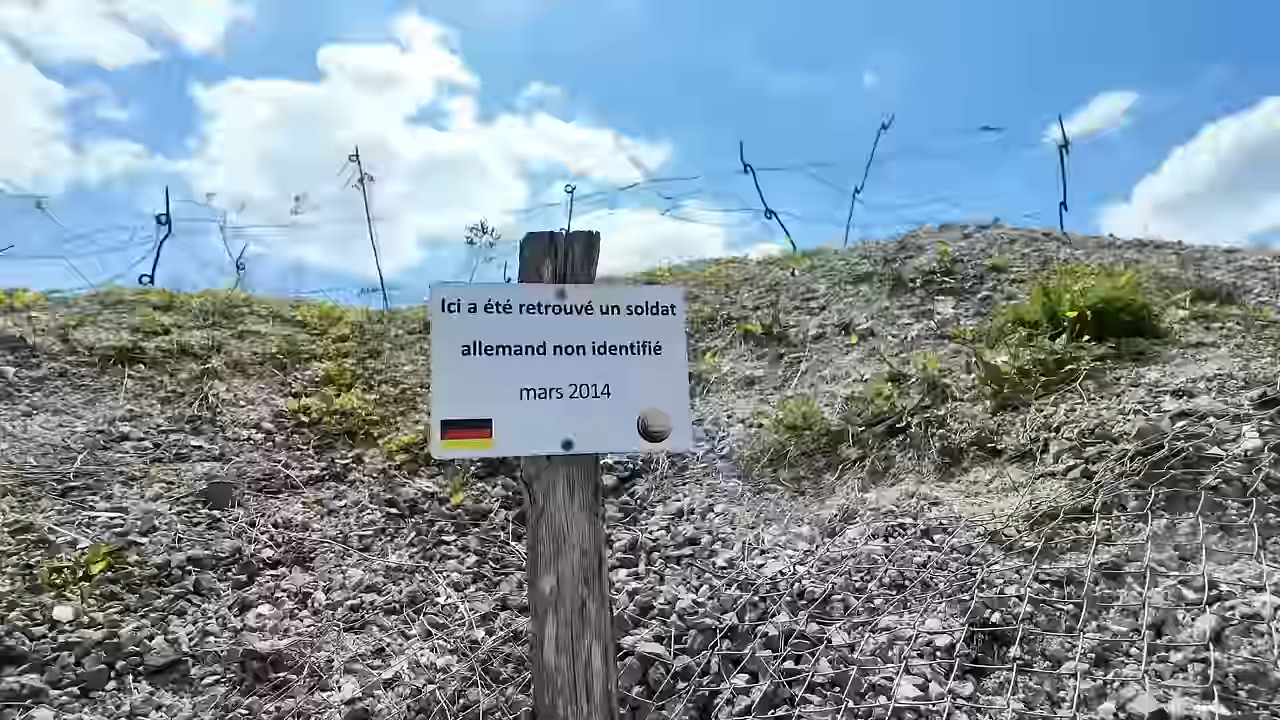 Ici a été retrouvé un soldat
allemand non identifié
mars 2014